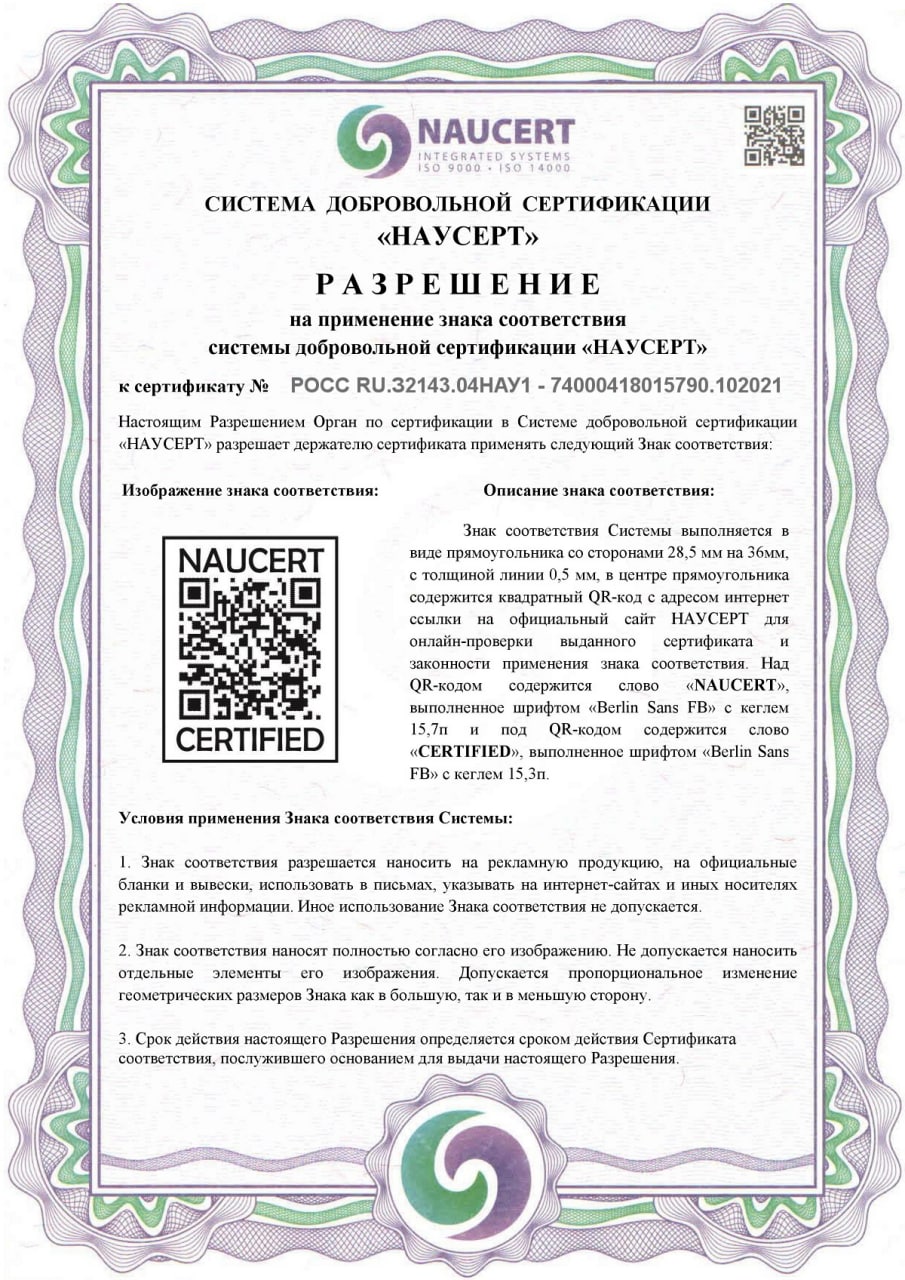 NAUCERT
INTEGRATED SYSTEMS
ISO 9000 • ISO 14000
СИСТЕМА ДОБРОВОЛЬНОЙ СЕРТИФИКАЦИИ
«НАУСЕРТ»
РАЗРЕШЕНИЕ
на применение знака соответствия
системы добровольной сертификации «НАУСЕРТ»
к сертификату № РОСС RU.32143.04НАУ1 - 74000418015790.102021
Настоящим Разрешением Орган по сертификации в Системе добровольной сертификации
«НАУСЕРТ» разрешает держателю сертификата применять следующий Знак соответствия:
Изображение знака соответствия:
NAUCERT
CERTIFIED
Описание знака соответствия:
Знак соответствия Системы выполняется в
виде прямоугольника со сторонами 28,5 мм на 36мм,
с толщиной линии 0,5 мм, в центре прямоугольника
содержится квадратный QR-код с адресом интернет
ссылки на официальный сайт НАУСЕРТ для
онлайн-проверки выданного сертификата и
законности применения знака соответствия. Над
QR-кодом содержится слово «NAUCERT»,
выполненное шрифтом «Berlin Sans FB» с кеглем
15,7п и под QR-кодом содержится слово
«CERTIFIED», выполненное шрифтом «Berlin Sans
FB» с кеглем 15,3п.
Условия применения Знака соответствия Системы:
1. Знак соответствия разрешается наносить на рекламную продукцию, на официальные
бланки и вывески, использовать в письмах, указывать на интернет-сайтах и иных носителях
рекламной информации. Иное использование Знака соответствия не допускается.
2. Знак соответствия наносят полностью согласно его изображению. Не допускается наносить
отдельные элементы его изображения. Допускается пропорциональное изменение
геометрических размеров Знака как в большую, так и в меньшую сторону.
3. Срок действия настоящего Разрешения определяется сроком действия Сертификата
соответствия, послужившего основанием для выдачи настоящего Разрешения.